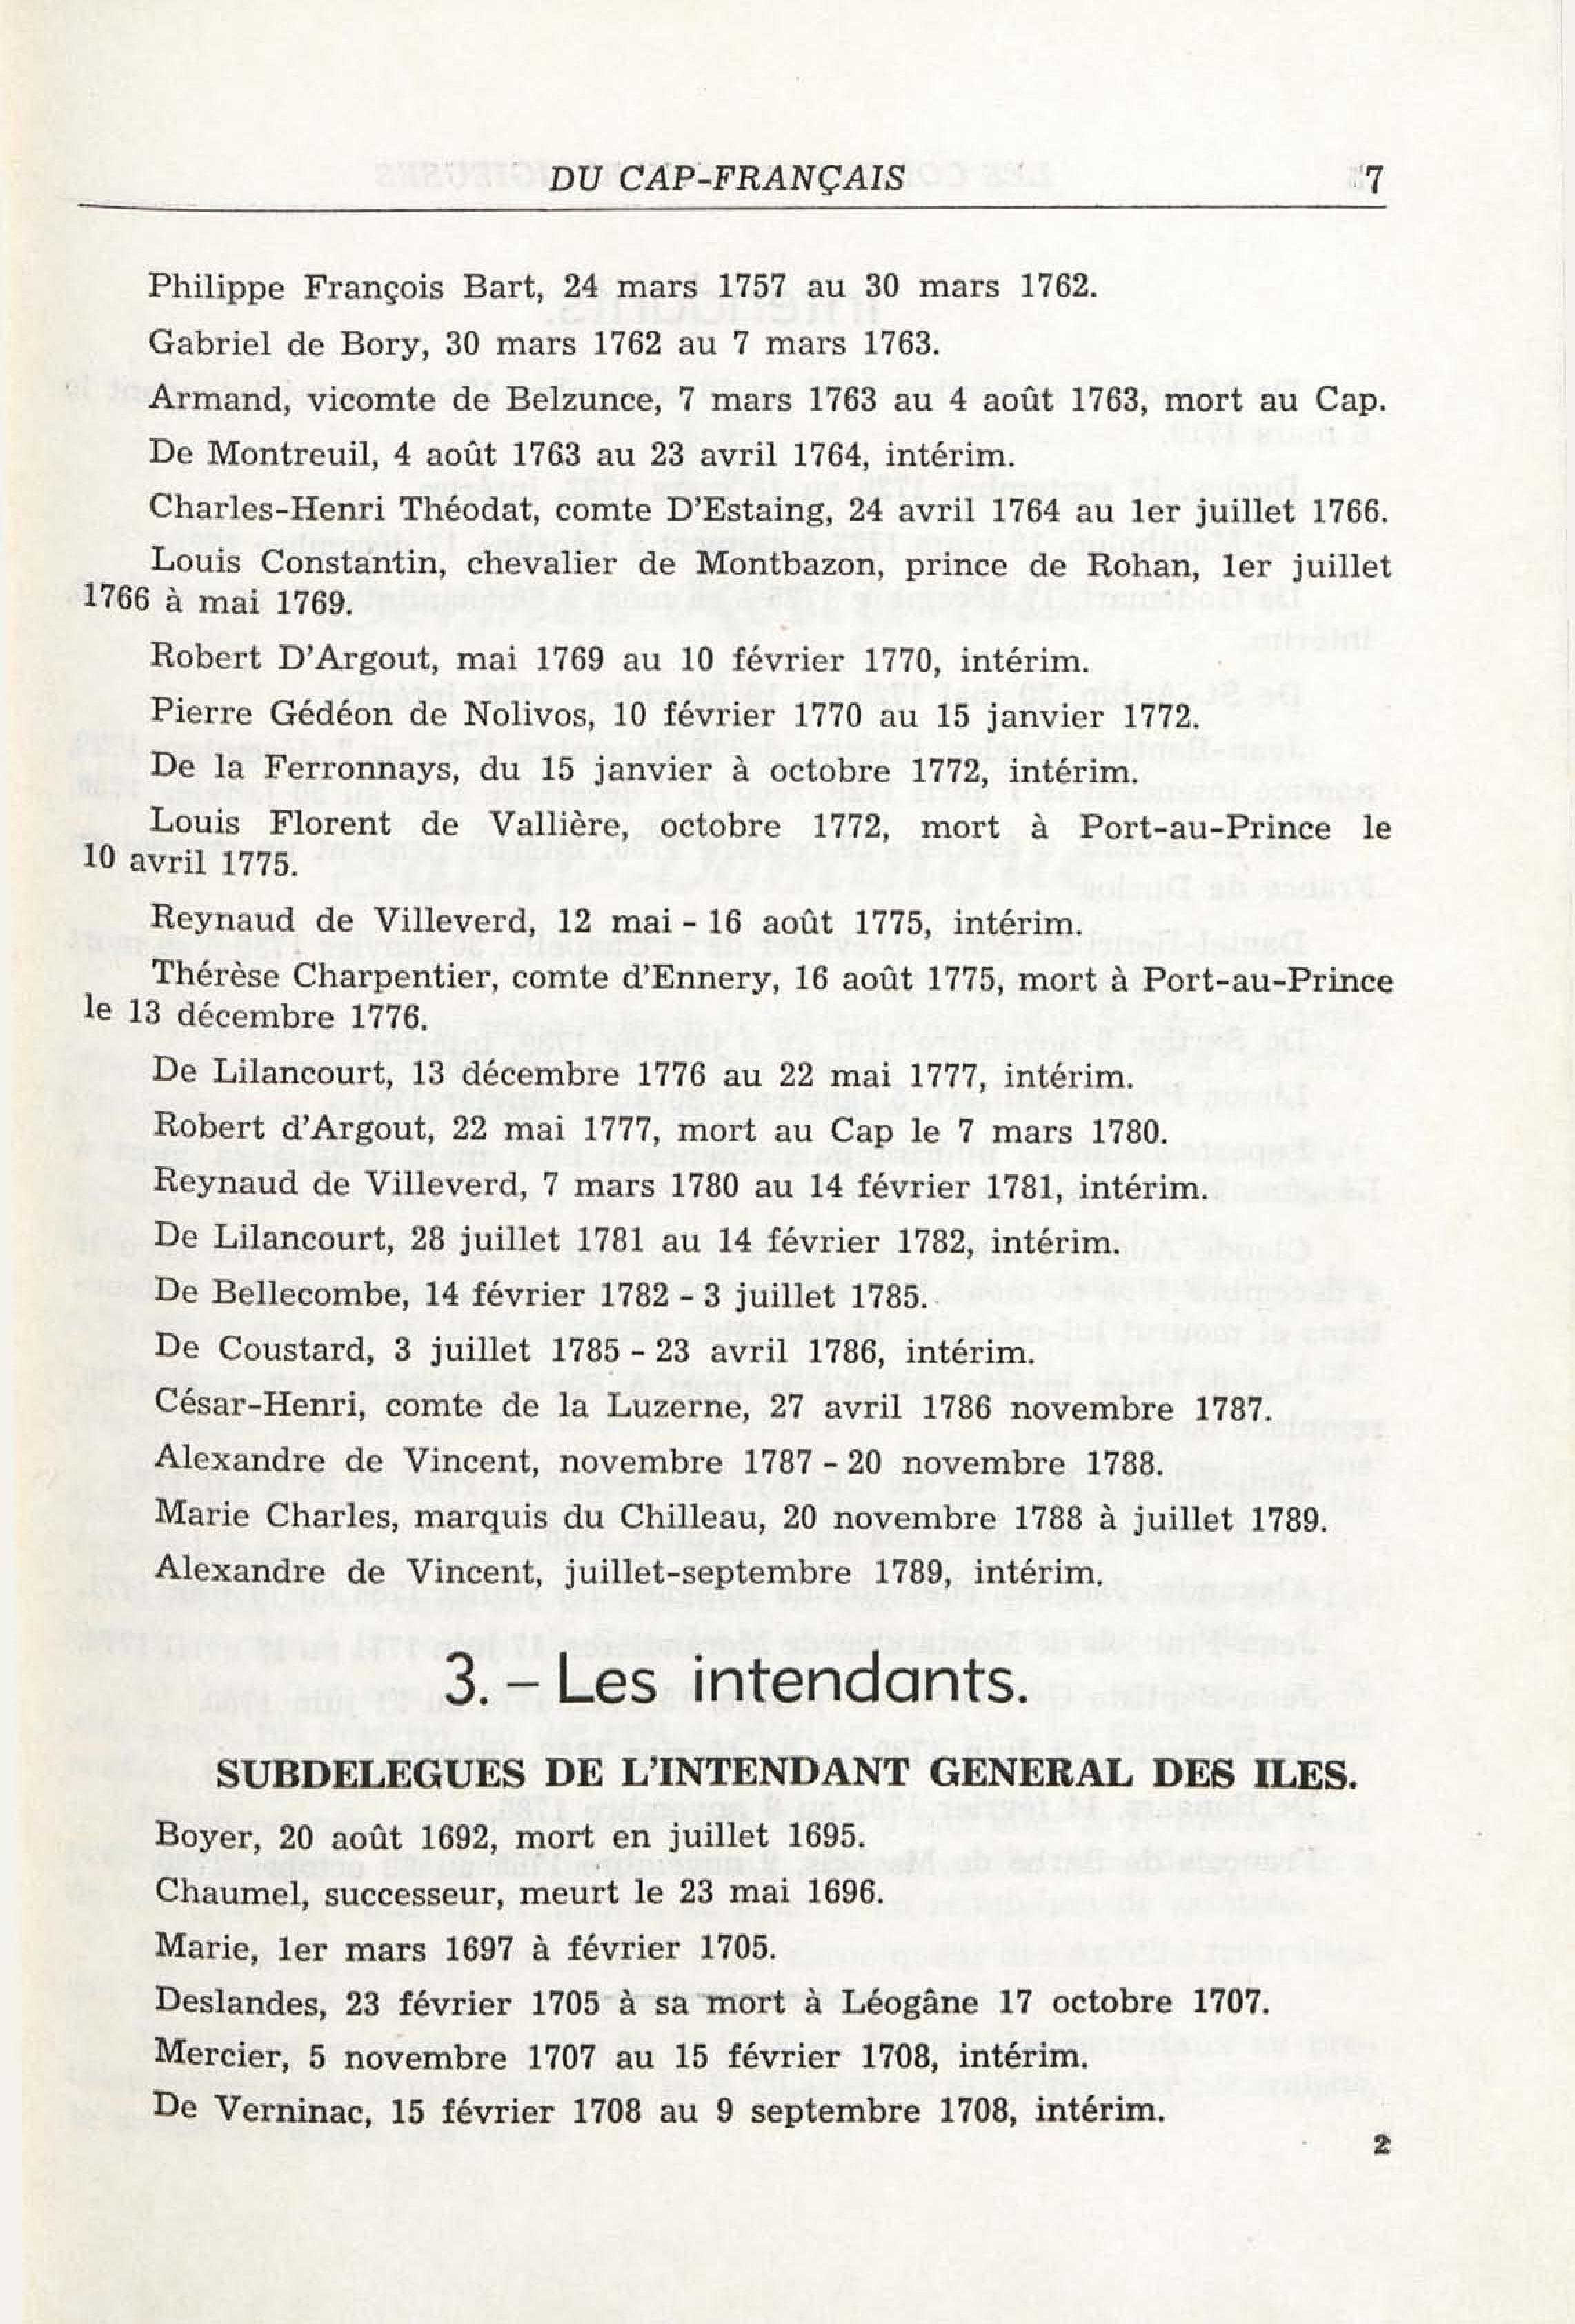 DU CAP-FRANÇAIS 7
Philippe François Bart, 24 mars 1757 au 30 mars 1762.
Gabriel de Bory, 30 mars 1762 au 7 mars 1763.
Armand, vicomte de Belzunce, 7 mars 1763 au 4 août 1763, mort au Cap.
De Montreuil, 4 août 1763 au 23 avril 1764, intérim.
Charles-Henri Théodat, comte D'Estaing, 24 avril 1764 au 1er juillet 1766.
Louis Constantin, chevalier de Montbazon, prince de Rohan, 1er juillet
1766 à mai 1769.
Robert D'Argout, mai 1769 au 10 février 1770, intérim.
Pierre Gédéon de Nolivos, 10 février 1770 au 15 janvier 1772.
De la Ferronnays, du 15 janvier à octobre 1772, intérim.
Louis Florent de Vallière, octobre 1772, mort à Port-au-Prince le
10 avril 1775.
Reynaud de Villeverd, 12 mai - 16 août 1775, intérim.
Thérèse Charpentier, comte d'Ennery, 16 août 1775, mort à Port-au-Prince
le 13 décembre 1776.
De Lilancourt, 13 décembre 1776 au 22 mai 1777, intérim.
Robert d'Argout, 22 mai 1777, mort au Cap le 7 mars 1780.
Reynaud de Villeverd, 7 mars 1780 au 14 février 1781, intérim.
De Lilancourt, 28 juillet 1781 au 14 février 1782, intérim.
De Bellecombe, 14 février 1782 - 3 juillet 1785.
De Coustard, 3 juillet 1785 - 23 avril 1786, intérim.
César-Henri, comte de la Luzerne, 27 avril 1786 novembre 1787.
Alexandre de Vincent, novembre 1787 - 20 novembre 1788.
Marie Charles, marquis du Chilleau, 20 novembre 1788 à juillet 1789.
Alexandre de Vincent, juillet-septembre 1789, intérim.
3. – Les intendants.
SUBDELEGUES DE L'INTENDANT GENERAL DES ILES.
Boyer, 20 août 1692, mort en juillet 1695.
Chaumel, successeur, meurt le 23 mai 1696.
Marie, 1er mars 1697 à février 1705.
Deslandes, 23 février 1705 à sa mort à Léogâne 17 octobre 1707.
Mercier, 5 novembre 1707 au 15 février 1708, intérim.
De Verninac, 15 février 1708 au 9 septembre 1708, intérim.
2